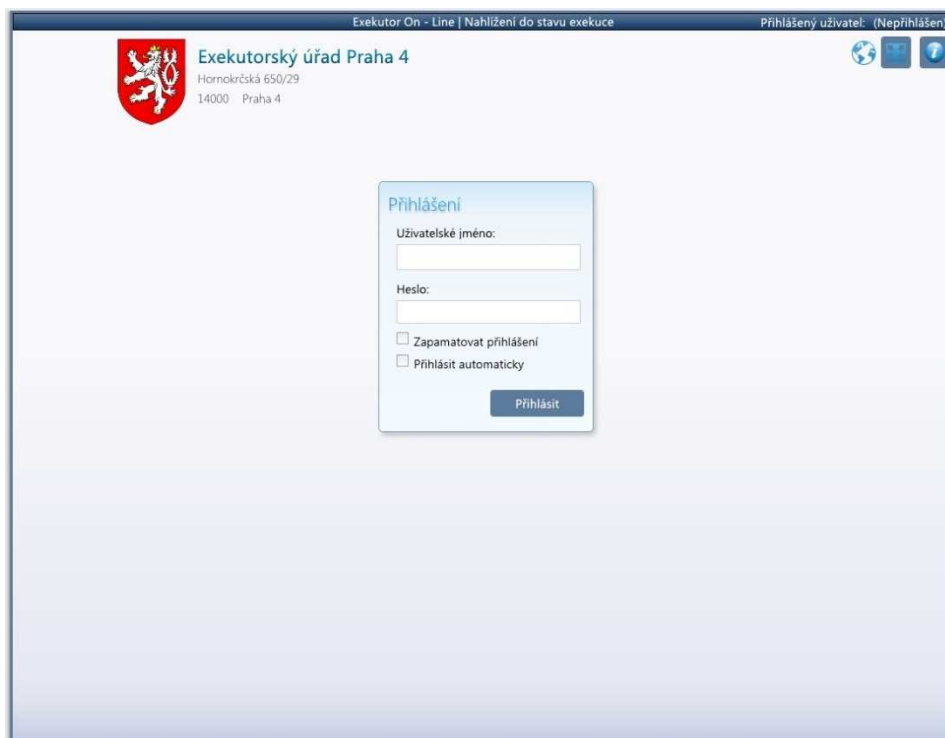 Exekutor On - Line | Nahlížení do stavu exekuce
Přihlášený uživatel: (Nepřihlášen)
Exekutorský úřad Praha 4
Hornokrčská 650/29
14000 Praha 4
Přihlášení
Uživatelské jméno:
Heslo:
Zapamatovat přihlášení
Přihlásit automaticky
Přihlásit